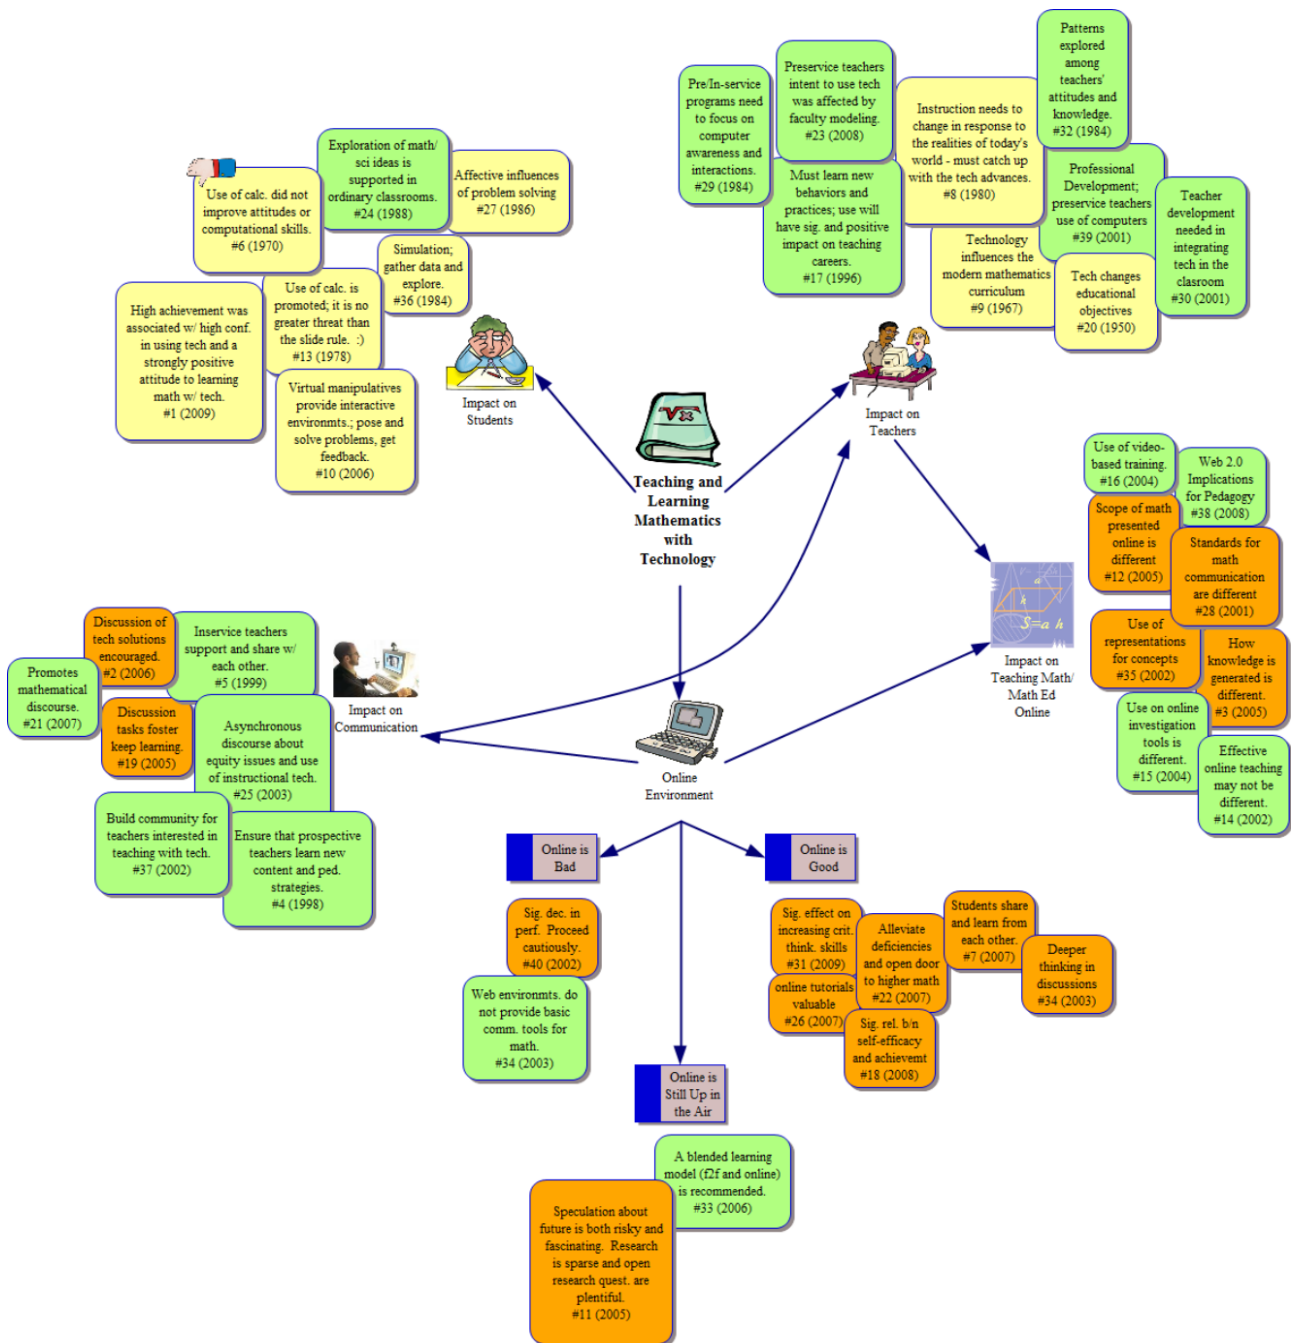 Patterns
explored
among
teachers'
attitudes and
knowledge.
#32 (1984)
Preservice teachers
intent to use tech
was affected by
faculty modeling.
#23 (2008)
Pre/In-service
programs need
to focus on
computer
awareness and
interactions.
#29 (1984)
Instruction needs to
change in response to
the realities of today's
world - must catch up
with the tech advances.
#8 (1980)
Must learn new
behaviors and
practices; use will
have sig. and positive
impact on teaching
careers.
#17 (1996)
Professional
Development;
preservice teachers
use of computers
#39 (2001)
Teacher
development
needed in
integrating
tech in the
clasroom
#30 (2001)
Technology
influences the
modern mathematics
curriculum
#9 (1967)
Tech changes
educational
objectives
#20 (1950)
Exploration of math/
sci ideas is
supported in
ordinary classrooms.
#24 (1988)
Affective influences
of problem solving
#27 (1986)
Use of calc. did not
improve attitudes or
computational skills.
#6 (1970)
Simulation;
gather data and
explore.
#36 (1984)
Use of calc. is
promoted; it is no
greater threat than
the slide rule. :)
#13 (1978)
High achievement was
associated w/ high conf.
in using tech and a
strongly positive
attitude to learning
math w/ tech.
#1 (2009)
Virtual manipulatives
provide interactive
environmts.; pose and
solve problems, get
feedback.
#10 (2006)
Impact on
Students
Impact on
Teachers
√x
Teaching and
Learning
Mathematics
with
Technology
Use of video-
based training.
#16 (2004)
Web 2.0
Implications
for Pedagogy
#38 (2008)
Scope of math
presented
online is
different
#12 (2005)
Standards for
math
communication
are different
#28 (2001)
Use of
representations
for concepts
#35 (2002)
How
knowledge is
generated is
different.
#3 (2005)
Use on online
investigation
tools is
different.
#15 (2004)
Effective
online teaching
may not be
different.
#14 (2002)
a
h
S=a h
Impact on
Teaching Math/
Math Ed
Online
Discussion of
tech solutions
encouraged.
#2 (2006)
Inservice teachers
support and share w/
each other.
#5 (1999)
Promotes
mathematical
discourse.
#21 (2007)
Discussion
tasks foster
keep learning.
#19 (2005)
Asynchronous
discourse about
equity issues and use
of instructional tech.
#25 (2003)
Build community for
teachers interested in
teaching with tech.
#37 (2002)
Ensure that prospective
teachers learn new
content and ped.
strategies.
#4 (1998)
Impact on
Communication
Online
Environment
Online is
Bad
Online is
Good
Sig. dec. in
perf. Proceed
cautiously.
#40 (2002)
Web environmts. do
not provide basic
comm. tools for
math.
#34 (2003)
Sig. effect on
increasing crit.
think. skills
#31 (2009)
Alleviate
deficiencies
and open door
to higher math
#22 (2007)
Students share
and learn from
each other.
#7 (2007)
Deeper
thinking in
discussions
#34 (2003)
online tutorials
valuable
#26 (2007)
Sig. rel. b/n
self-efficacy
and achievemt
#18 (2008)
Online is
Still Up in
the Air
A blended learning
model (f2f and online)
is recommended.
#33 (2006)
Speculation about
future is both risky and
fascinating. Research
is sparse and open
research quest. are
plentiful.
#11 (2005)